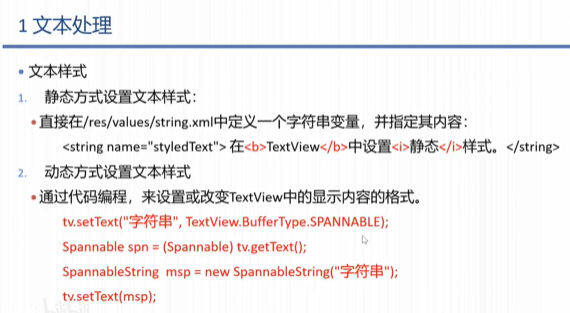 1 文本处理
• 文本样式
1. 静态方式设置文本样式：
• 直接在/res/values/string.xml中定义一个字符串变量，并指定其内容：
<string name="styledText"> 在<b>TextView</b>中设置<i>静态</i>样式。</string>
2. 动态方式设置文本样式
• 通过代码编程，来设置或改变TextView中的显示内容的格式。
tv.setText("字符串", TextView.BufferType.SPANNABLE);
Spannable spn = (Spannable) tv.getText();
SpannableString msp = new SpannableString("字符串");
tv.setText(msp);